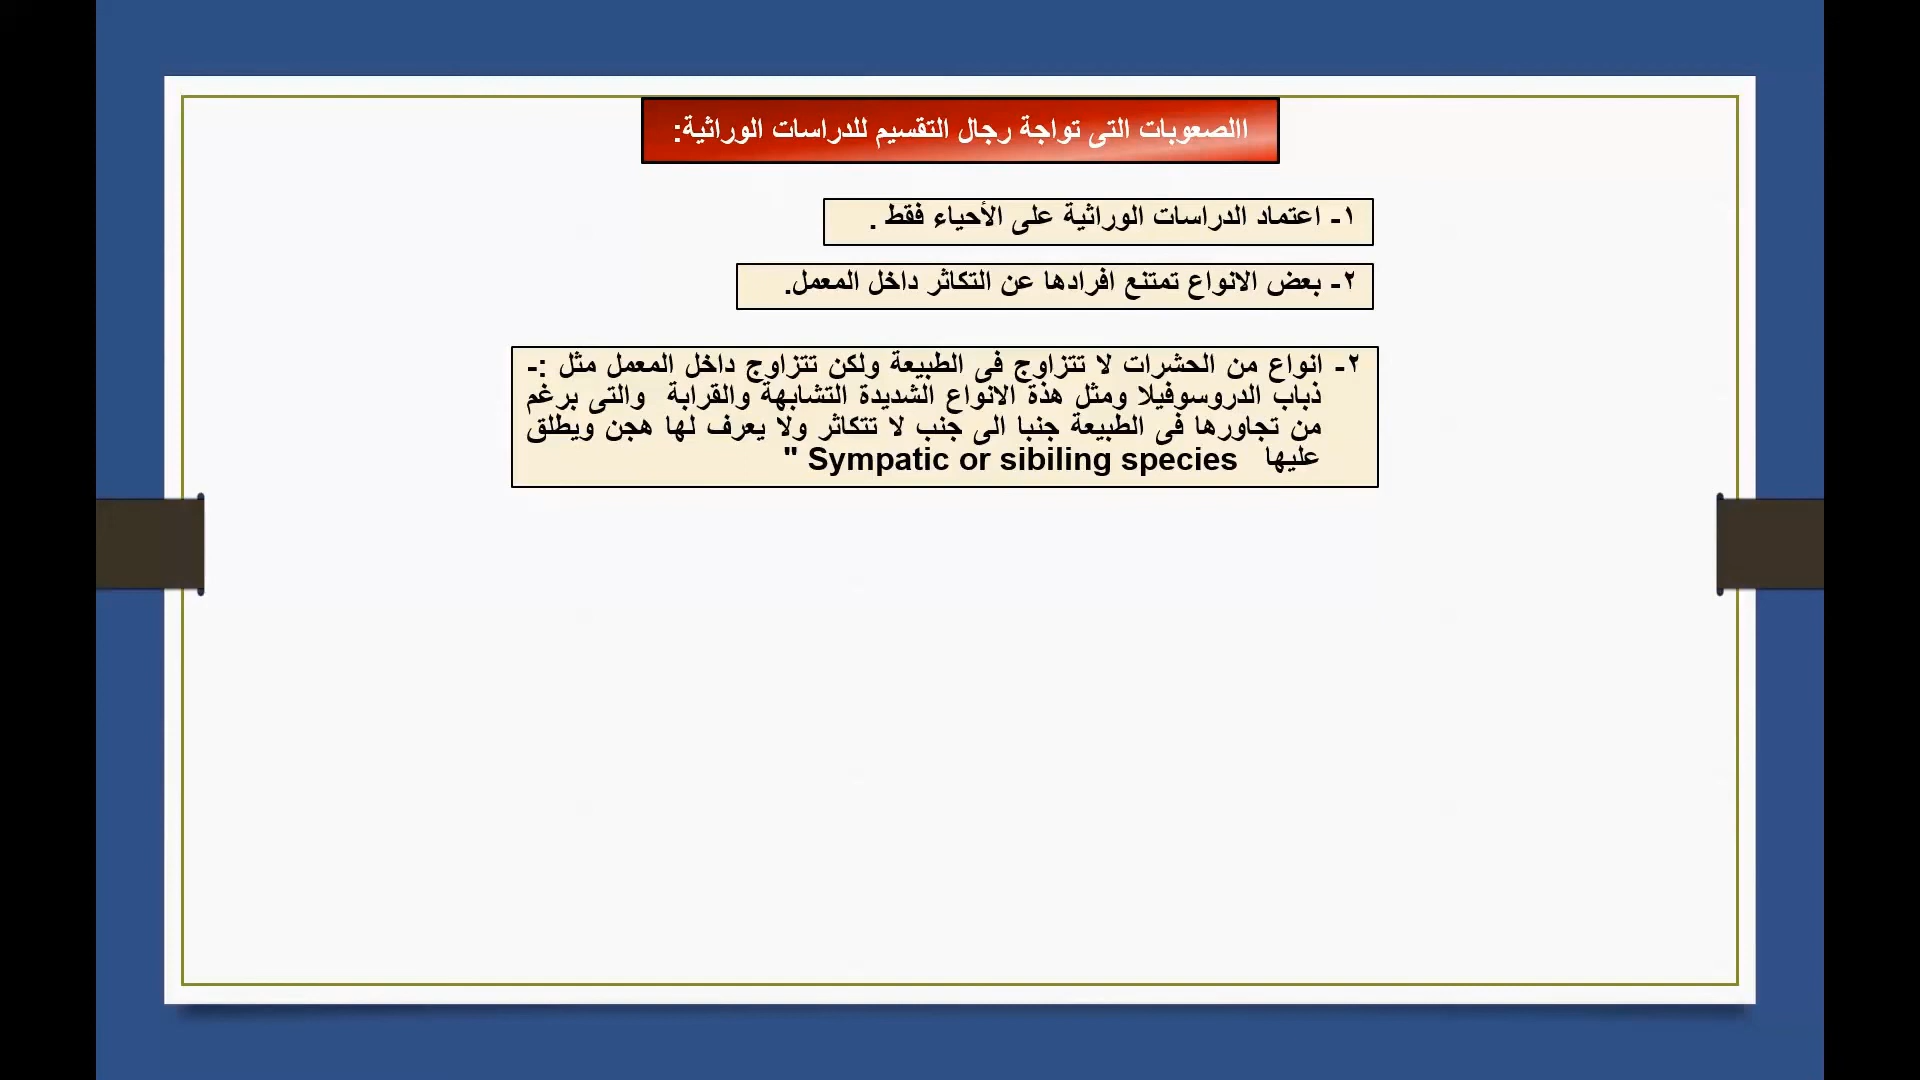 االصعوبات التى تواجة رجال التقسيم للدراسات الوراثية:
١- اعتماد الدراسات الوراثية على الأحياء فقط .
٢- بعض الانواع تمتنع افرادها عن التكاثر داخل المعمل.
٢- انواع من الحشرات لا تتزاوج فى الطبيعة ولكن تتزاوج داخل المعمل مثل :-
ذباب الدروسوفيلا ومثل هذة الانواع الشديدة التشابهة والقرابة والتى برغم
من تجاورها فى الطبيعة جنبا الى جنب لا تتكاثر ولا يعرف لها هجن ويطلق
عليها Sympatic or sibiling species "